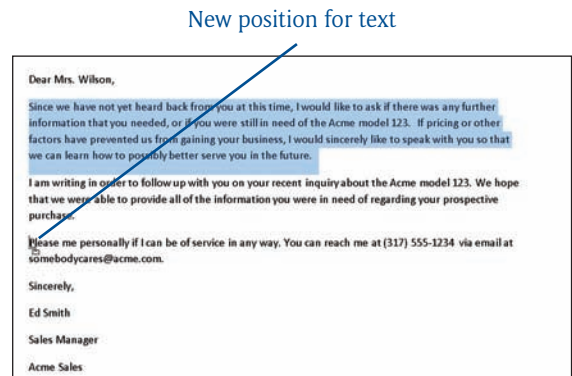 New position for text
Dear Mrs. Wilson,
Since we have not yet heard back from you at this time, I would like to ask if there was any further
information that you needed, or if you were still in need of the Acme model 123.  If pricing or other
factors have prevented us from gaining your business, I would sincerely like to speak with you so that
we can learn how to possibly better serve you in the future.
I am writing in order to follow up with you on your recent inquiry about the Acme model 123. We hope
that we were able to provide all of the information you were in need of regarding your prospective
purchase.
Please me personally if I can be of service in any way. You can reach me at (317) 555-1234 via email at
somebodycares@acme.com.
Sincerely,
Ed Smith
Sales Manager
Acme Sales